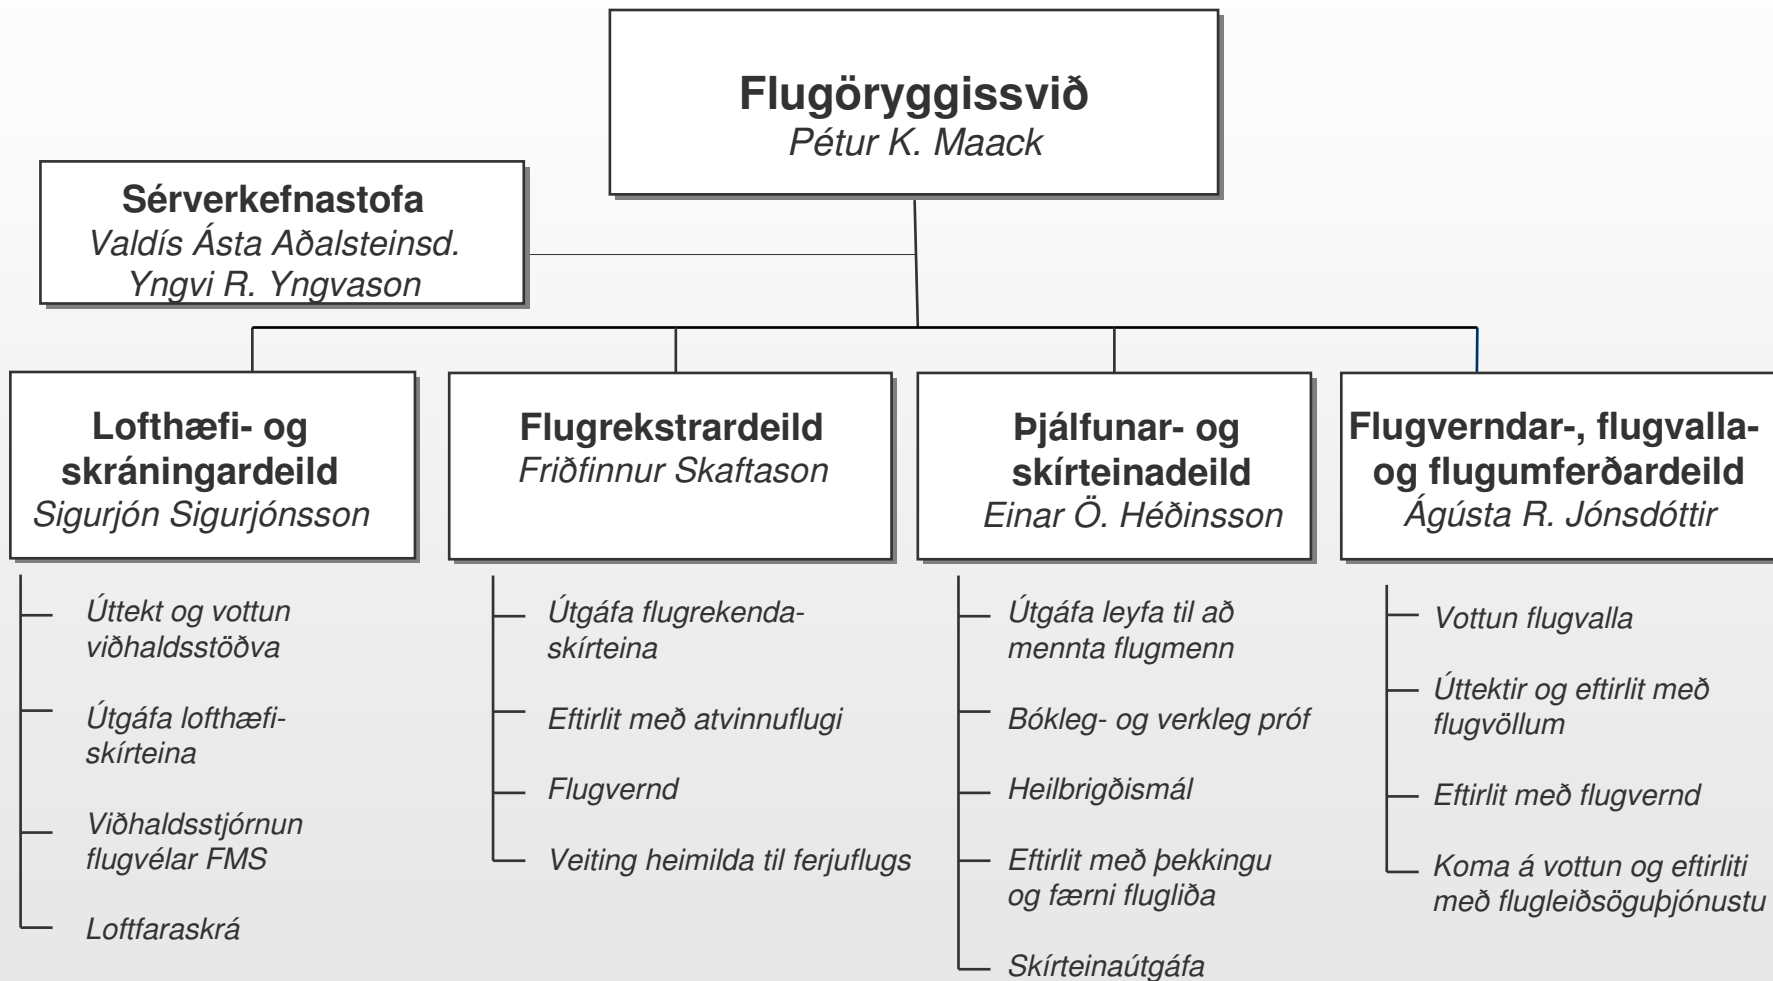 Flugöryggissvið
Pétur K. Maack
Sérverkefnastofa
Valdís Ásta Aðalsteinsd.
Yngvi R. Yngvason
Lofthæfi- og
skráningardeild
Sigurjón Sigurjónsson
Úttekt og vottun
viðhaldsstöðva
Útgáfa lofthæfi-
skírteina
Viðhaldsstjórnun
flugvélar FMS
Loftfaraskrá
Flugrekstrardeild
Friðfinnur Skaftason
Útgáfa flugrekenda-
skírteina
Eftirlit með atvinnuflugi
Flugvernd
Veiting heimilda til ferjuflugs
Þjálfunar- og
skírteinadeild
Einar Ö. Héðinsson
Útgáfa leyfa til að
mennta flugmenn
Bókleg- og verkleg próf
Heilbrigðismál
Eftirlit með þekkingu
og færni flugliða
Skírteinaútgáfa
Flugverndar-, flugvalla-
og flugumferðardeild
Ágústa R. Jónsdóttir
Vottun flugvalla
Úttektir og eftirlit með
flugvöllum
Eftirlit með flugvernd
Koma á vottun og eftirliti
með flugleiðsöguþjónustu